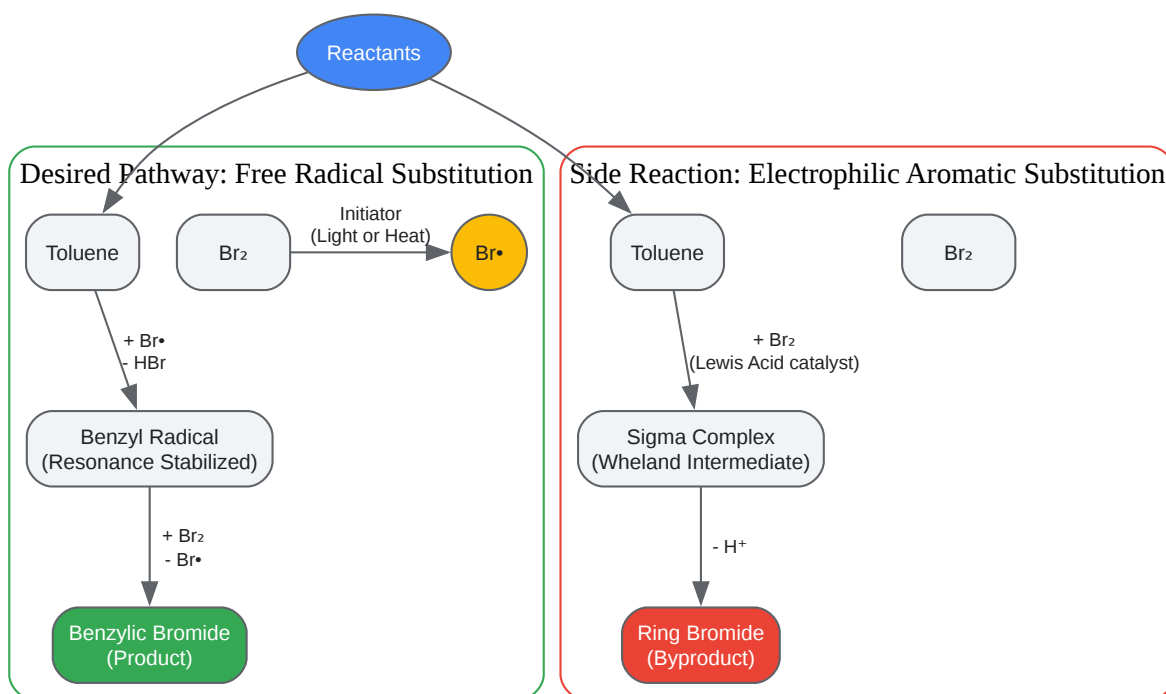 Reactants
Desired Pathway: Free Radical Substitution
Side Reaction: Electrophilic Aromatic Substitution
Toluene
Br₂
Initiator
(Light or Heat)
Br•
Toluene
Br₂
+ Br•
- HBr
+ Br₂
(Lewis Acid catalyst)
Benzyl Radical
(Resonance Stabilized)
Sigma Complex
(Wheland Intermediate)
+ Br₂
- Br•
- H⁺
Benzylic Bromide
(Product)
Ring Bromide
(Byproduct)